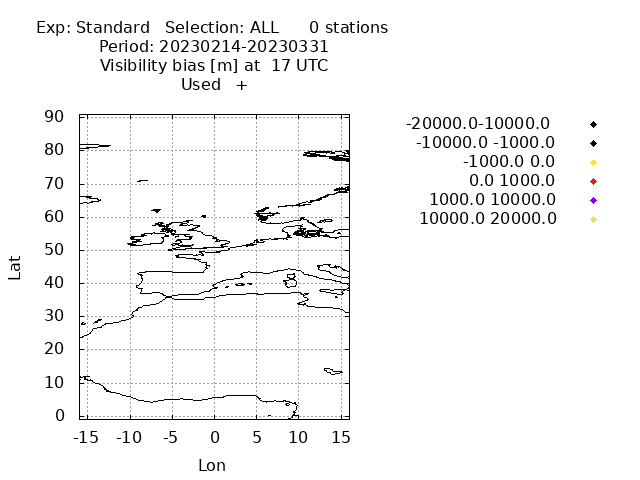 Exp: Standard   Selection: ALL      0 stations
Period: 20230214-20230331
Visibility bias [m] at  17 UTC
Used   +
-20000.0-10000.0
-10000.0 -1000.0
-1000.0 0.0
0.0 1000.0
1000.0 10000.0
10000.0 20000.0
90
80
70
60
50
40
30
20
10
0
Lat
-15 -10 -5 0 5 10 15
Lon